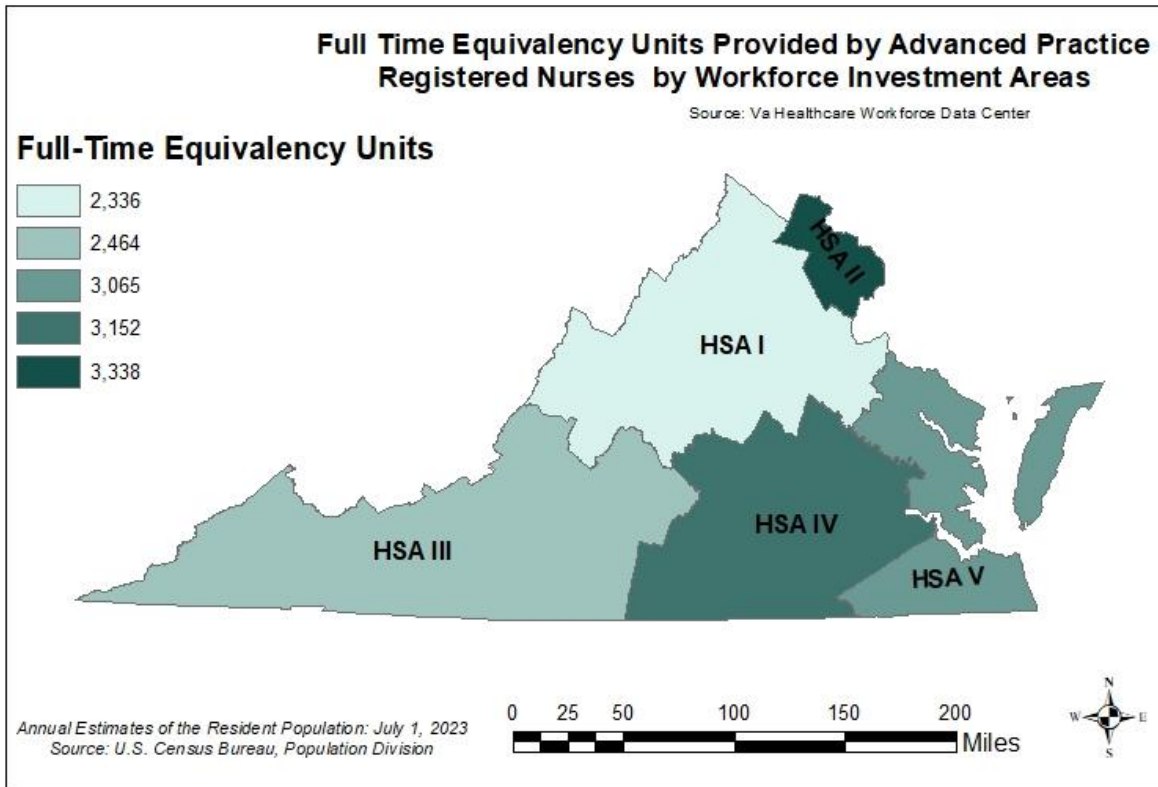 Full Time Equivalency Units Provided by Advanced Practice
Registered Nurses by Workforce Investment Areas
Source: Va Healthcare Workforce Data Center
Full-Time Equivalency Units
2,336
2,464
3,065
3,152
3,338
HSA II
HSA I
HSA IV
HSA III
HSA V
Annual Estimates of the Resident Population: July 1, 2023
Source: U.S. Census Bureau, Population Division
0 25 50 100 150 200
Miles
N
W E
S